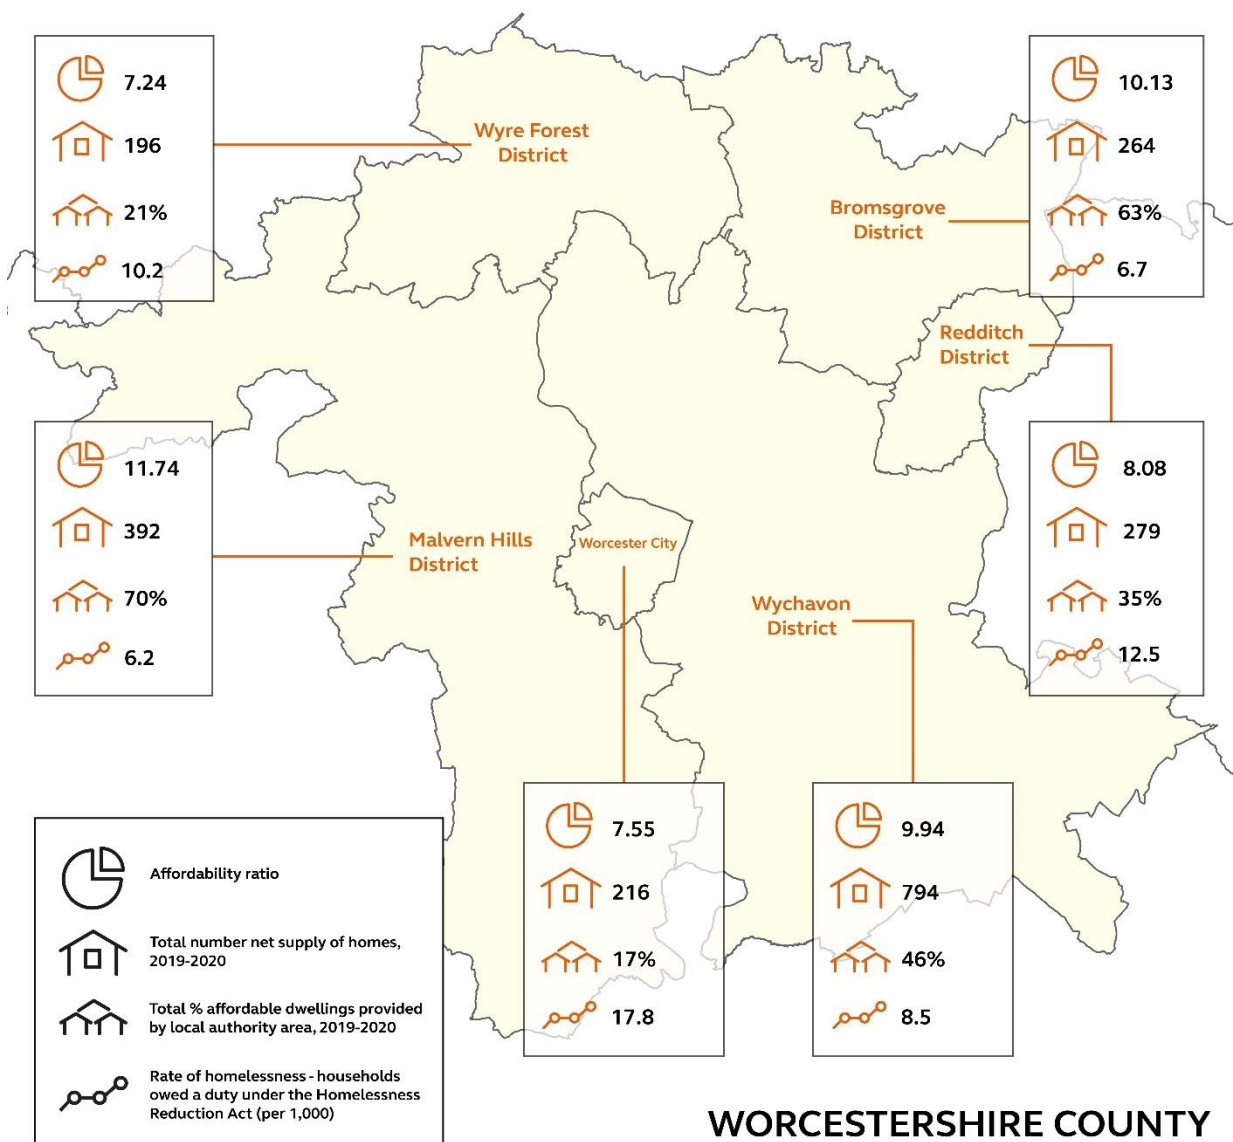 7.24
196
21%
10.2
Wyre Forest
District
10.13
264
63%
6.7
Bromsgrove
District
Redditch
District
11.74
392
70%
6.2
Malvern Hills
District
Worcester City
Wychavon
District
8.08
279
35%
12.5
7.55
216
17%
17.8
9.94
794
46%
8.5
Affordability ratio
Total number net supply of homes,
2019-2020
Total % affordable dwellings provided
by local authority area, 2019-2020
Rate of homelessness - households
owed a duty under the Homelessness
Reduction Act (per 1,000)
WORCESTERSHIRE COUNTY